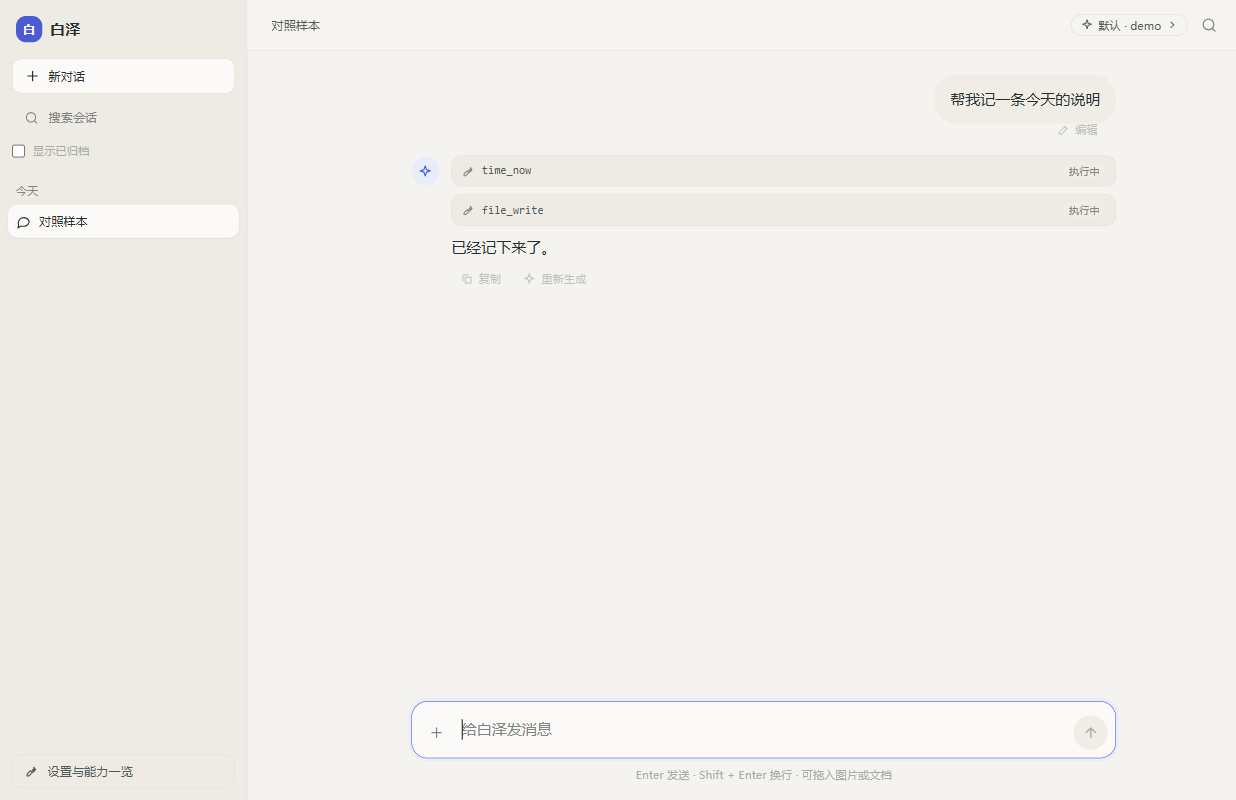 白 白泽
新对话
搜索会话
显示已归档
今天
对照样本
设置与能力一览
对照样本
默认 · demo
帮我记一条今天的说明
编辑
time_now 执行中
file_write 执行中
已经记下来了。
复制 重新生成
给白泽发消息
Enter 发送 · Shift + Enter 换行 · 可拖入图片或文档